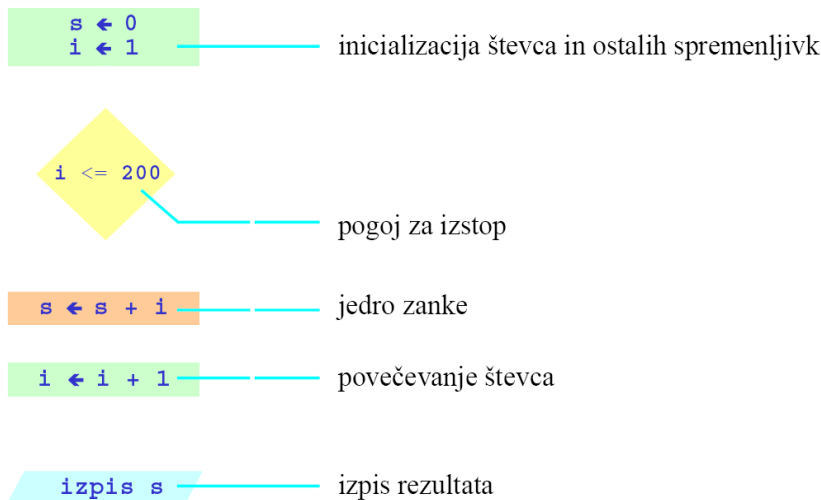 s ← 0
i ← 1
inicializacija števca in ostalih spremenljivk
i <= 200
pogoj za izstop
s ← s + i
jedro zanke
i ← i + 1
povečevanje števca
izpis s
izpis rezultata